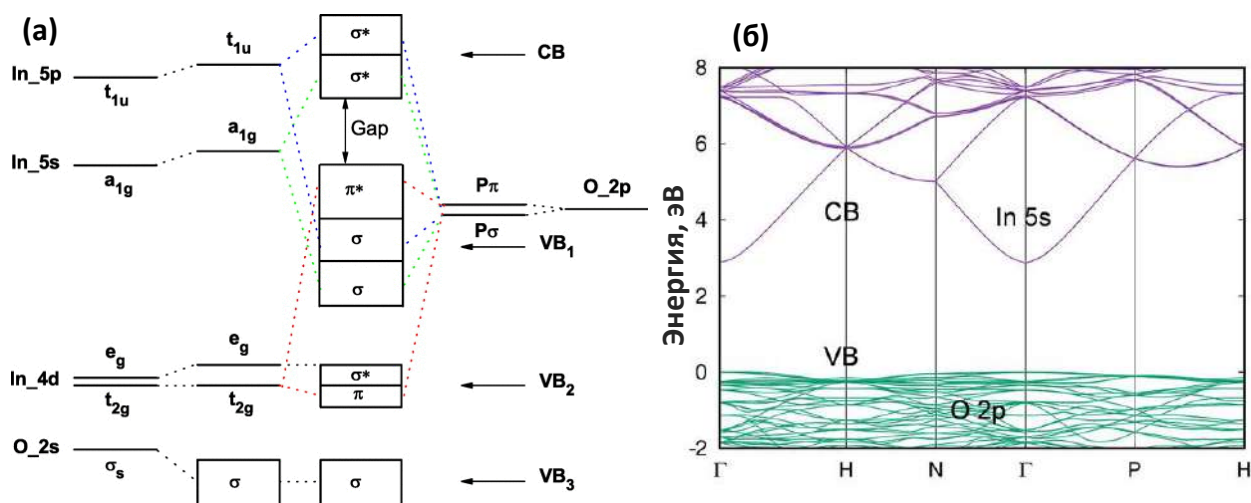 (а)
t1u
In_5p
t1u
σ*
σ*
CB
Gap
a1g
In_5s
a1g
π*
σ
σ
Pπ
O_2p
Pσ
VB1
eg
eg
In_4d
t2g
t2g
σ*
π
VB2
O_2s
σs
σ
σ
VB3
(б)
Энергия, эВ
8
6
4
2
0
-2
CB
In 5s
VB
O 2p
Γ
H
N
Γ
P
H